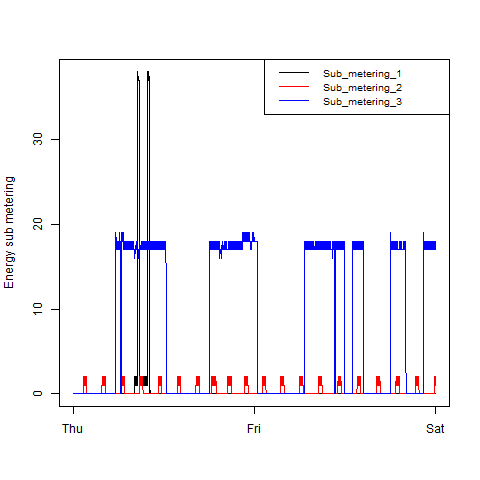 Sub_metering_1
Sub_metering_2
Sub_metering_3
Energy sub metering
30
20
10
0
Thu Fri Sat